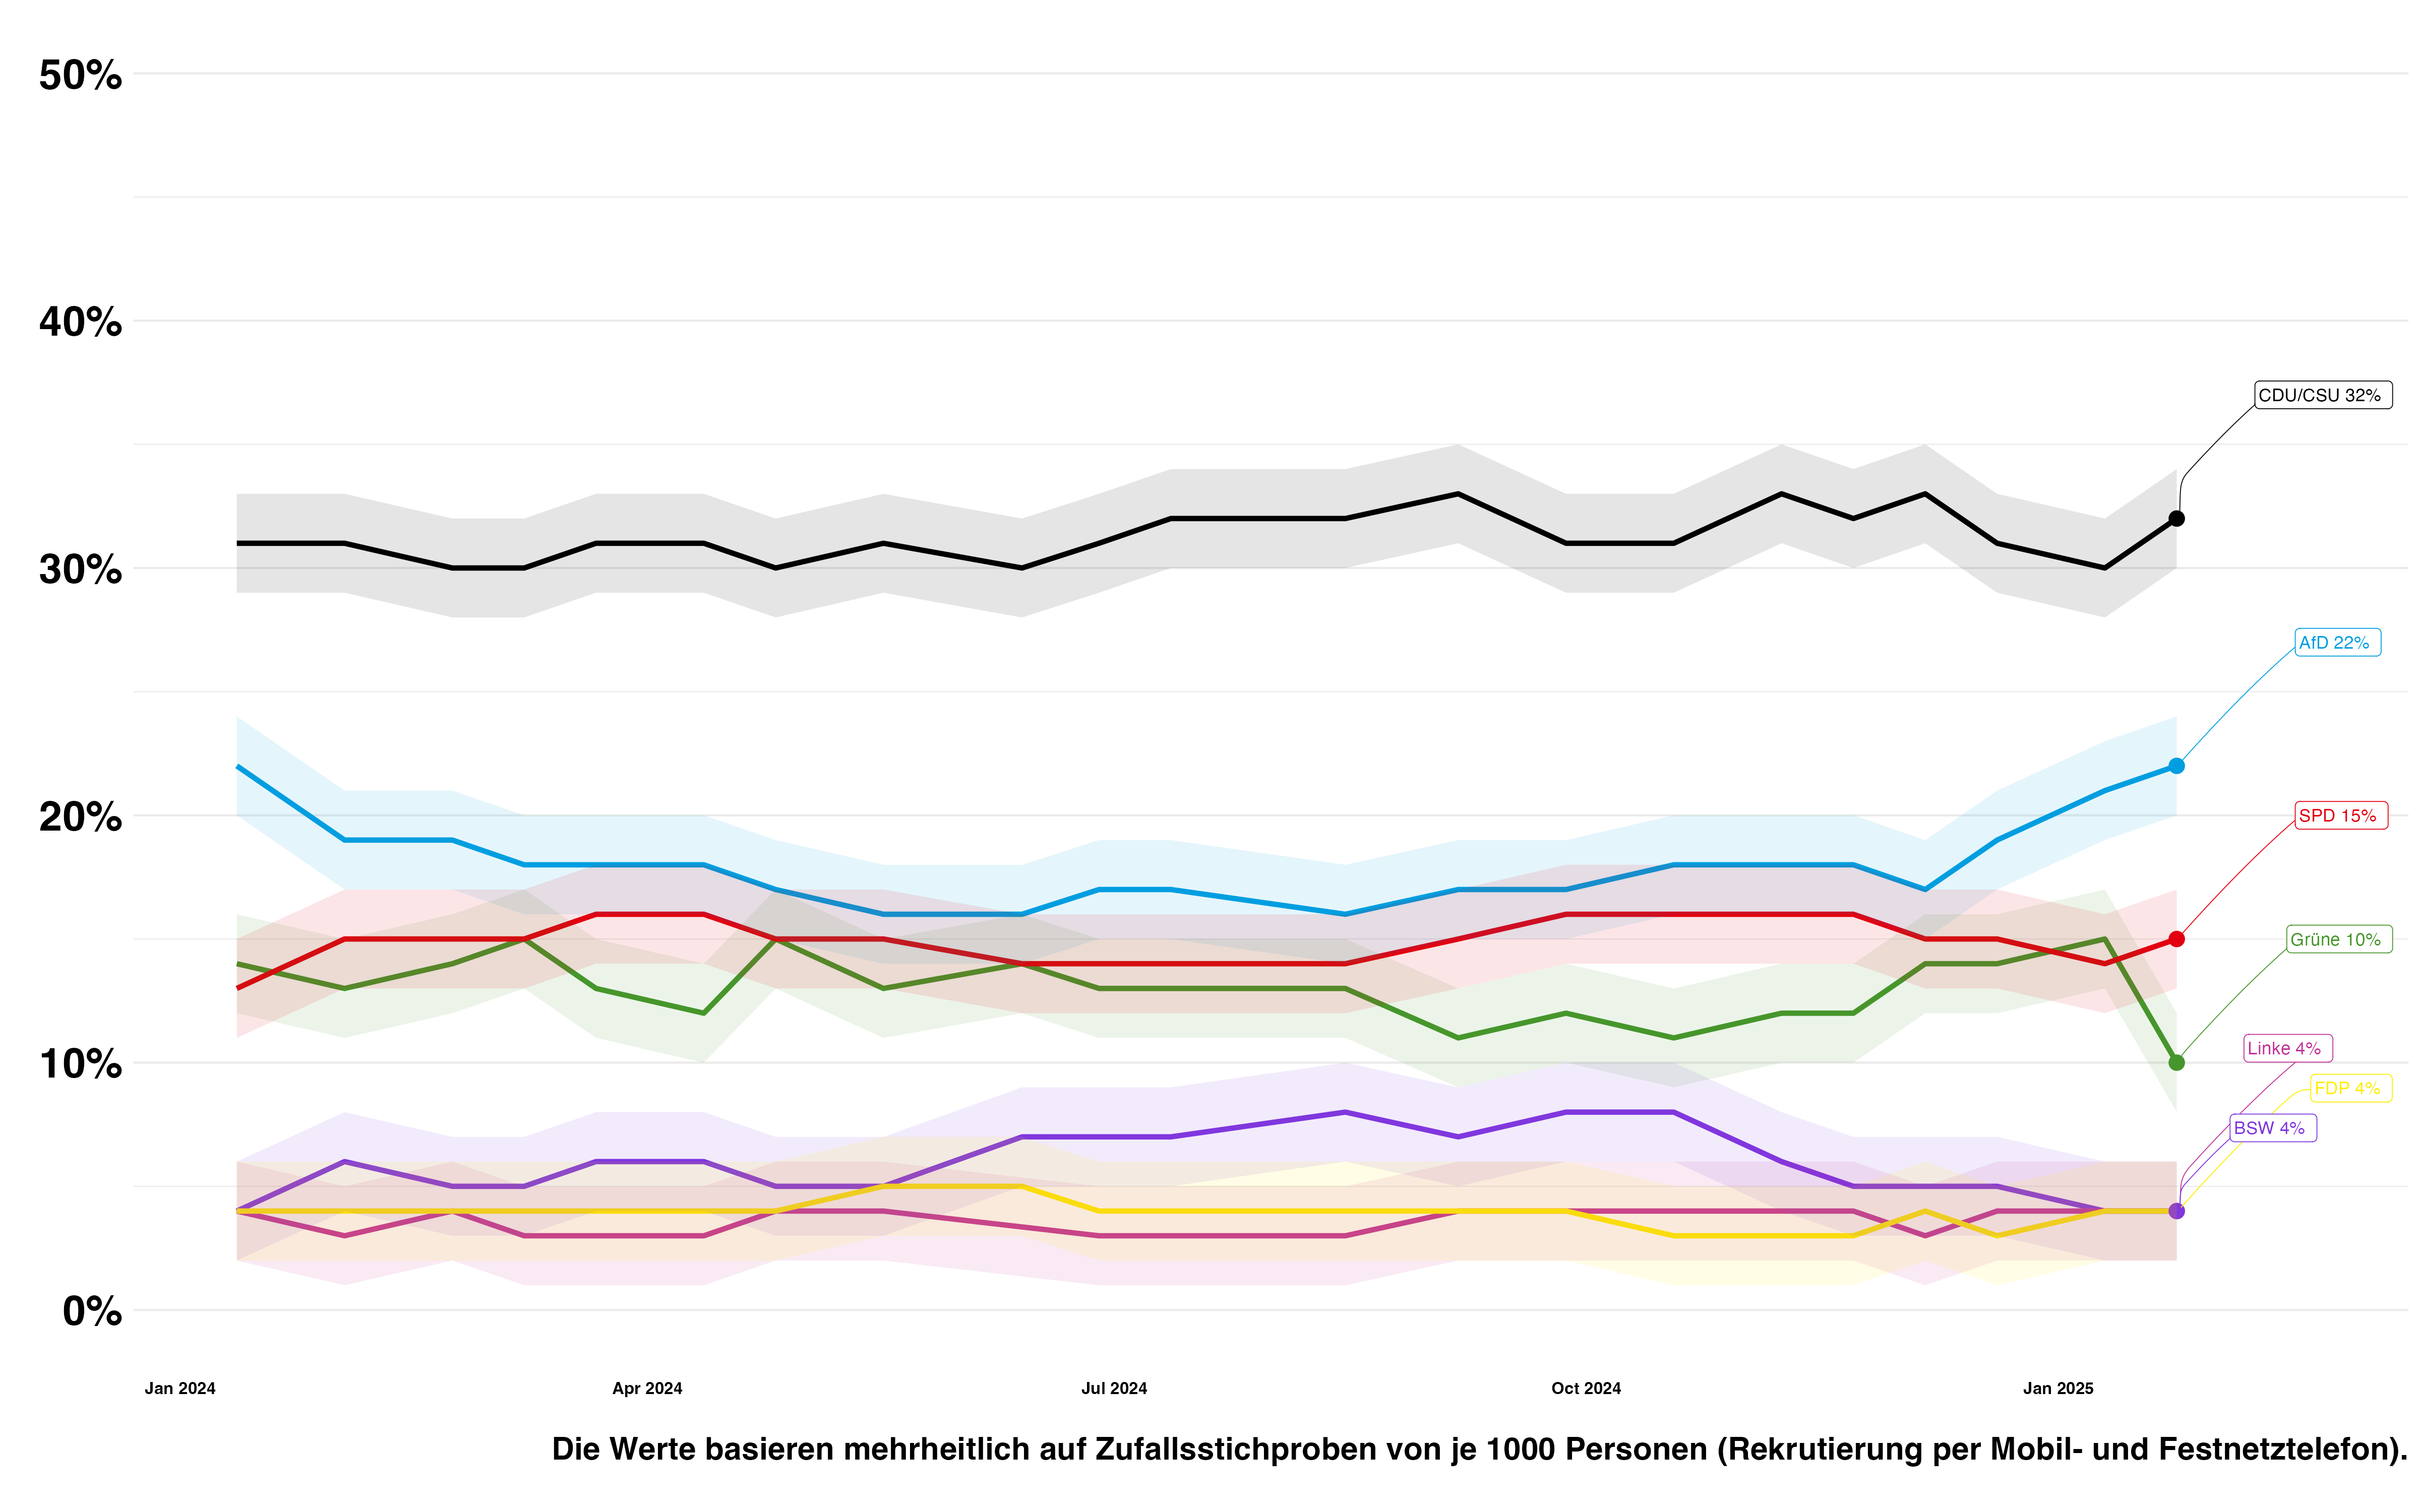 50%
40%
CDU/CSU 32%
30%
AfD 22%
20%
SPD 15%
Grüne 10%
10%
Linke 4%
FDP 4%
BSW 4%
0%
Jan 2024 Apr 2024 Jul 2024 Oct 2024 Jan 2025
Die Werte basieren mehrheitlich auf Zufallsstichproben von je 1000 Personen (Rekrutierung per Mobil- und Festnetztelefon).